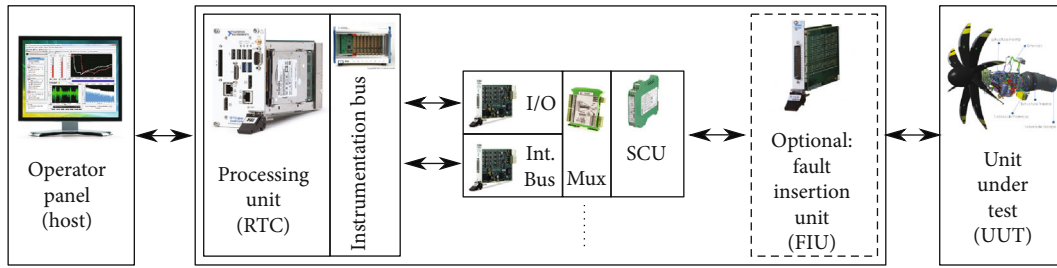 Operator
panel
(host)
Processing
unit
(RTC)
Instrumentation bus
I/O
Int.
Bus
Mux
SCU
Optional:
fault
insertion
unit
(FIU)
Unit
under
test
(UUT)